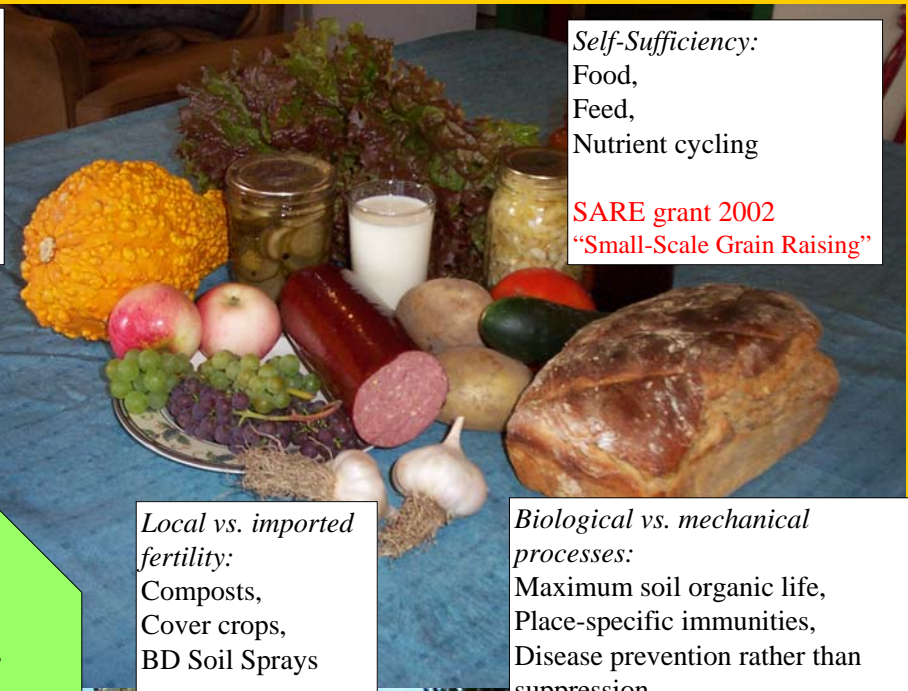 Self-Sufficiency:
Food,
Feed,
Nutrient cycling
SARE grant 2002
“Small-Scale Grain Raising”
Local vs. imported
fertility:
Composts,
Cover crops,
BD Soil Sprays
Biological vs. mechanical
processes:
Maximum soil organic life,
Place-specific immunities,
Disease prevention rather than
suppression